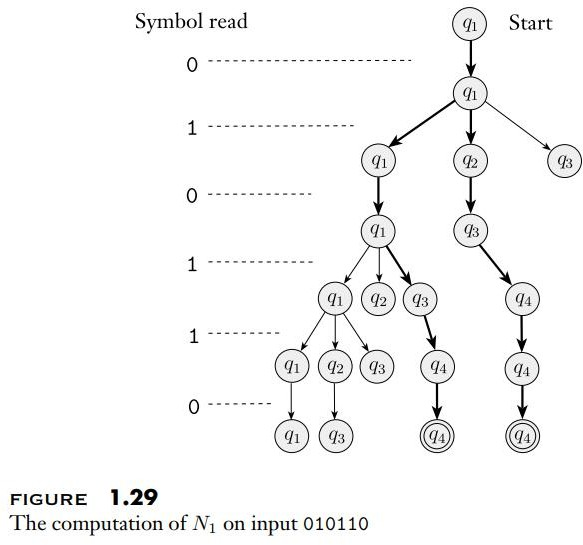 Symbol read q1 Start
0
q1
1
q1 q2 q3
0
q1 q3
1
q1 q2 q3 q4
1
q1 q2 q3 q4 q4
0
q1 q3 q4 q4
FIGURE 1.29
The computation of N1 on input 010110